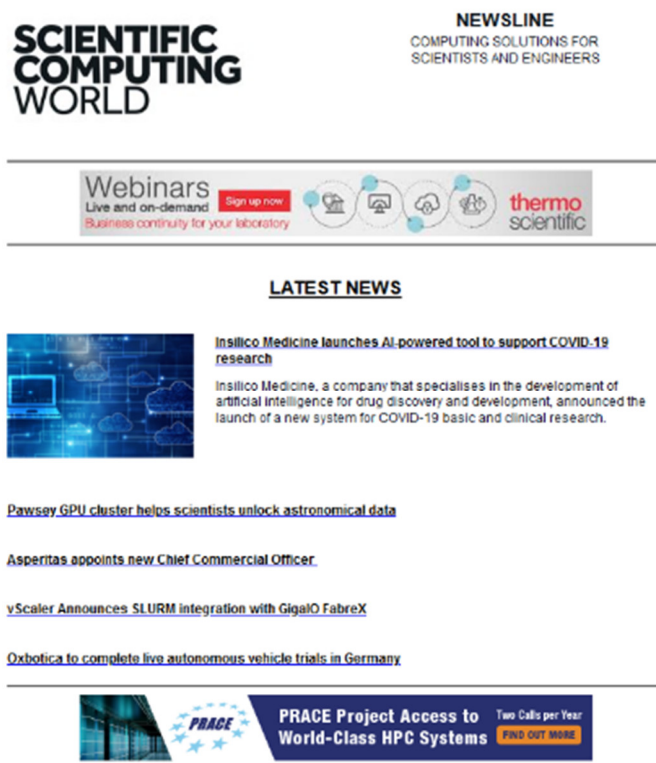 SCIENTIFIC
COMPUTING
WORLD
NEWSLINE
COMPUTING SOLUTIONS FOR
SCIENTISTS AND ENGINEERS
Webinars
Live and on-demand
Sign up now
Business continuity for your laboratory
thermo
scientific
LATEST NEWS
Insilico Medicine launches AI-powered tool to support COVID-19
research
Insilico Medicine, a company that specialises in the development of
artificial intelligence for drug discovery and development, announced the
launch of a new system for COVID-19 basic and clinical research.
Pawsey GPU cluster helps scientists unlock astronomical data
Asperitas appoints new Chief Commercial Officer
vScaler Announces SLURM integration with GigaIO FabreX
Oxbotica to complete live autonomous vehicle trials in Germany
PRACE
PRACE Project Access to
World-Class HPC Systems
Two Calls per Year
FIND OUT MORE